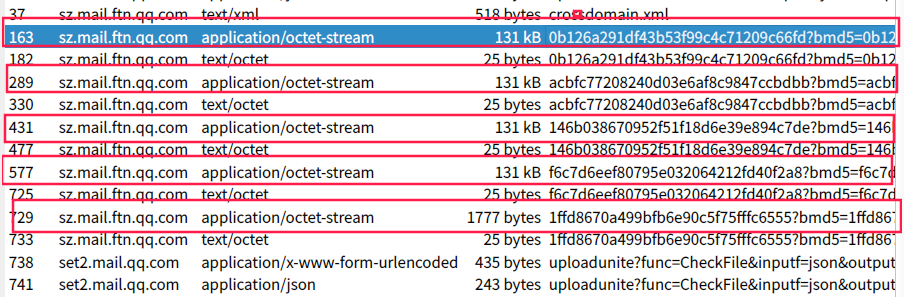 37 sz.mail.ftn.qq.com text/xml 518 bytes crossdomain.xml
163 sz.mail.ftn.qq.com application/octet-stream 131 kB 0b126a291df43b53f99c4c71209c66fd?bmd5=0b12
182 sz.mail.ftn.qq.com text/octet 25 bytes 0b126a291df43b53f99c4c71209c66fd?bmd5=0b12
289 sz.mail.ftn.qq.com application/octet-stream 131 kB acbfc77208240d03e6af8c9847ccbdbb?bmd5=acbf
330 sz.mail.ftn.qq.com text/octet 25 bytes acbfc77208240d03e6af8c9847ccbdbb?bmd5=acbf
431 sz.mail.ftn.qq.com application/octet-stream 131 kB 146b038670952f51f18d6e39e894c7de?bmd5=146
477 sz.mail.ftn.qq.com text/octet 25 bytes 146b038670952f51f18d6e39e894c7de?bmd5=146
577 sz.mail.ftn.qq.com application/octet-stream 131 kB f6c7d6eef80795e032064212fd40f2a8?bmd5=f6c7d
725 sz.mail.ftn.qq.com text/octet 25 bytes f6c7d6eef80795e032064212fd40f2a8?bmd5=f6c7d
729 sz.mail.ftn.qq.com application/octet-stream 1777 bytes 1ffd8670a499bfb6e90c5f75fffc6555?bmd5=1ffd867
733 sz.mail.ftn.qq.com text/octet 25 bytes 1ffd8670a499bfb6e90c5f75fffc6555?bmd5=1ffd867
738 set2.mail.qq.com application/x-www-form-urlencoded 435 bytes uploadunite?func=CheckFile&inputf=json&output
741 set2.mail.qq.com application/json 243 bytes uploadunite?func=CheckFile&inputf=json&output